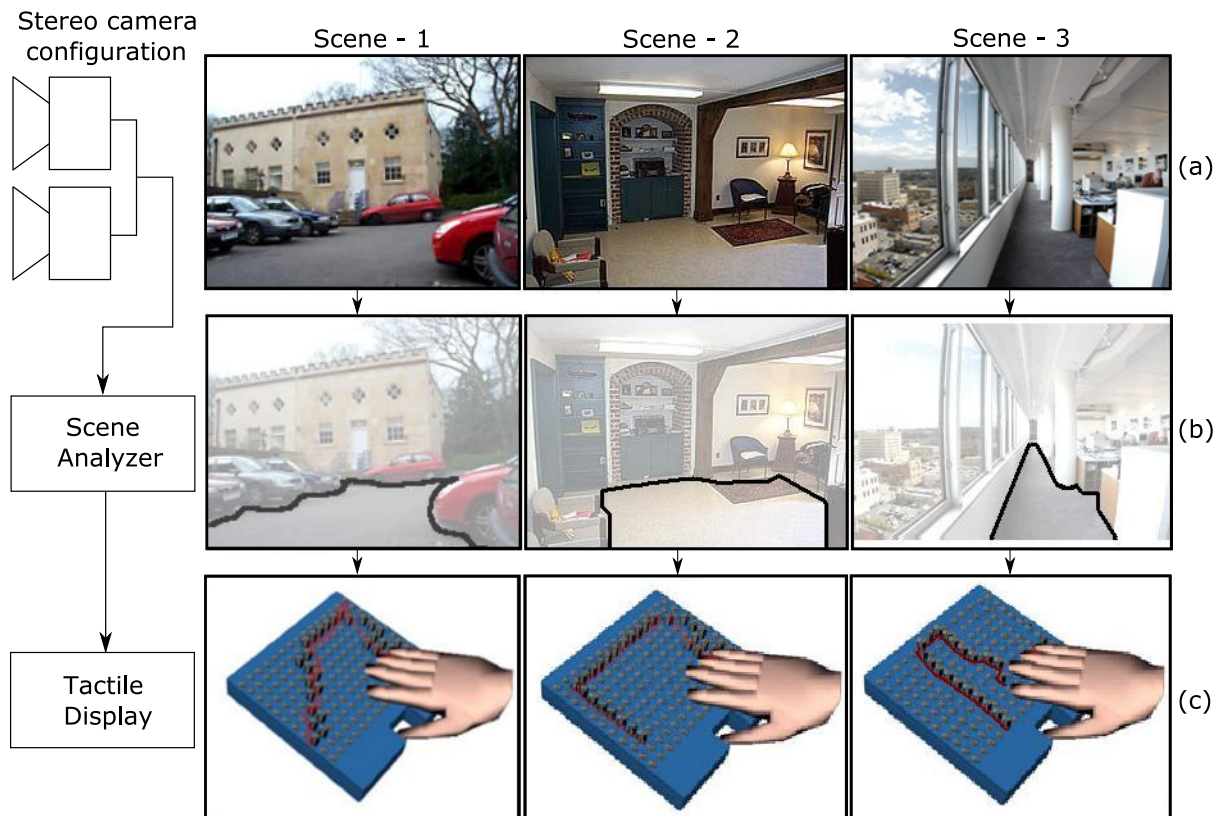 Stereo camera
configuration
Scene - 1
Scene - 2
Scene - 3
(a)
Scene
Analyzer
(b)
Tactile
Display
(c)